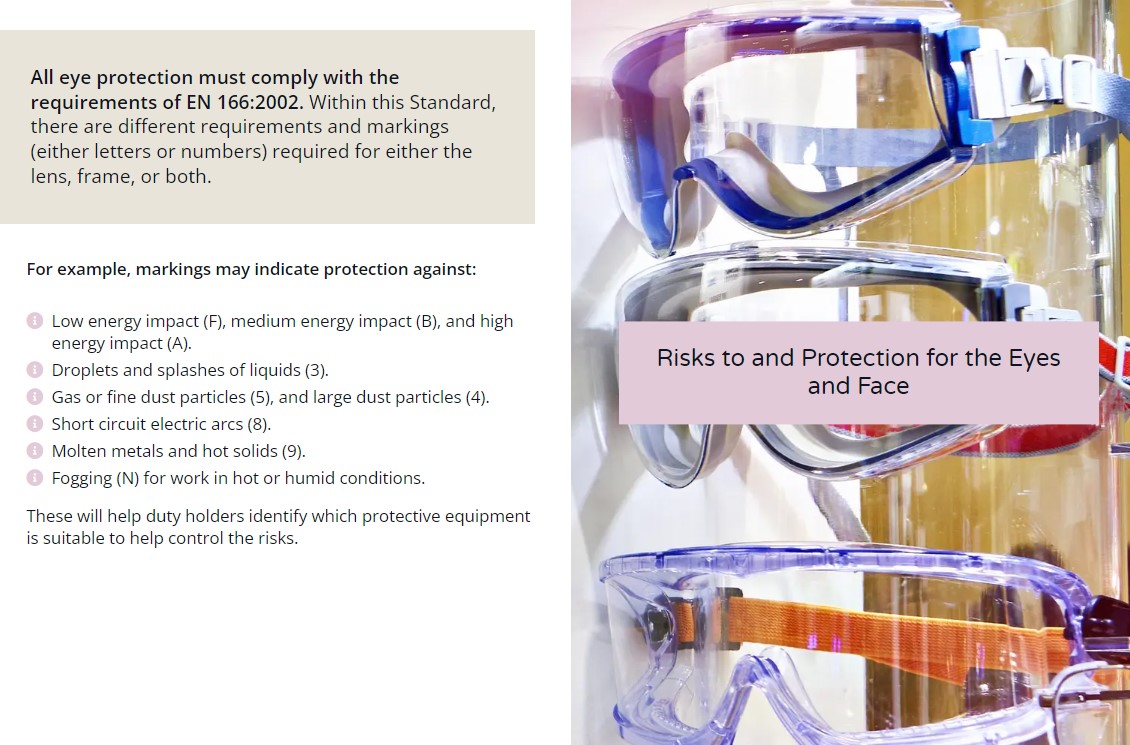 All eye protection must comply with the
requirements of EN 166:2002. Within this Standard,
there are different requirements and markings
(either letters or numbers) required for either the
lens, frame, or both.
For example, markings may indicate protection against:
Low energy impact (F), medium energy impact (B), and high
energy impact (A).
Droplets and splashes of liquids (3).
Gas or fine dust particles (5), and large dust particles (4).
Short circuit electric arcs (8).
Molten metals and hot solids (9).
Fogging (N) for work in hot or humid conditions.
These will help duty holders identify which protective equipment
is suitable to help control the risks.
Risks to and Protection for the Eyes
and Face